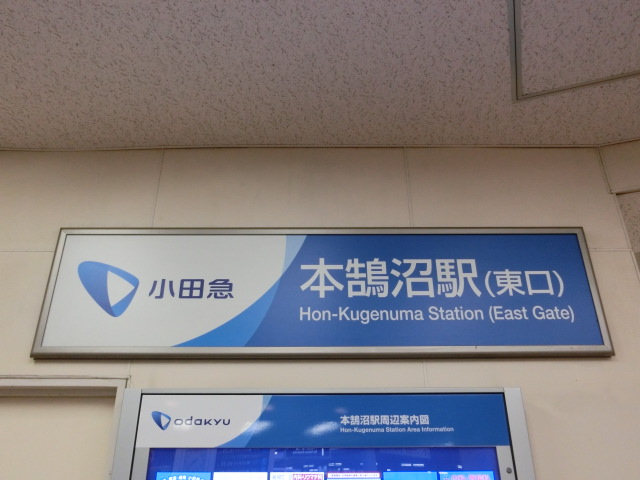 小田急
本鵠沼駅(東口)
Hon-Kugenuma Station (East Gate)
ODAKYU
本鵠沼駅周辺案内図
Hon-Kugenuma Station Area Information